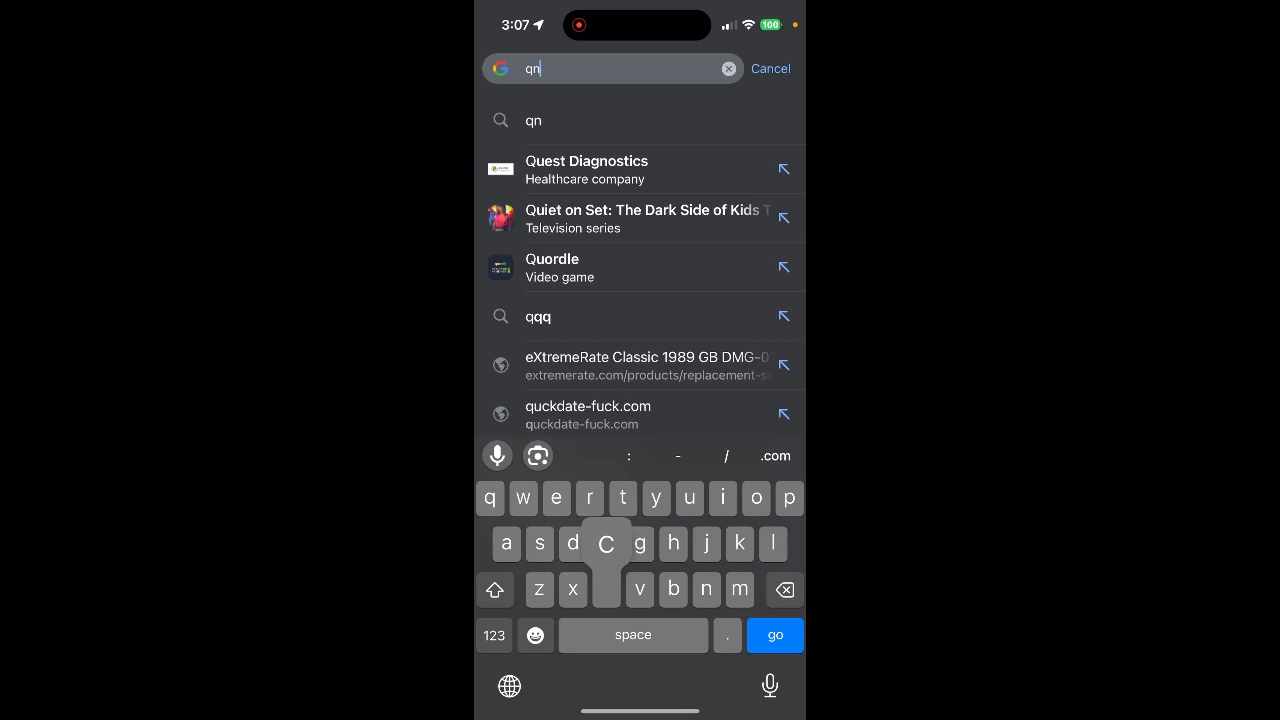 3:07
100
qn
Cancel
qn
Quest Diagnostics
Healthcare company
Quiet on Set: The Dark Side of Kids T
Television series
Quordle
Video game
qqq
eXtremeRate Classic 1989 GB DMG-0
extremerate.com/products/replacement-so
quckdate-fuck.com
quckdate-fuck.com
: - / .com
q w e r t y u i o p
a s d C g h j k l
z x v b n m
123 space . go